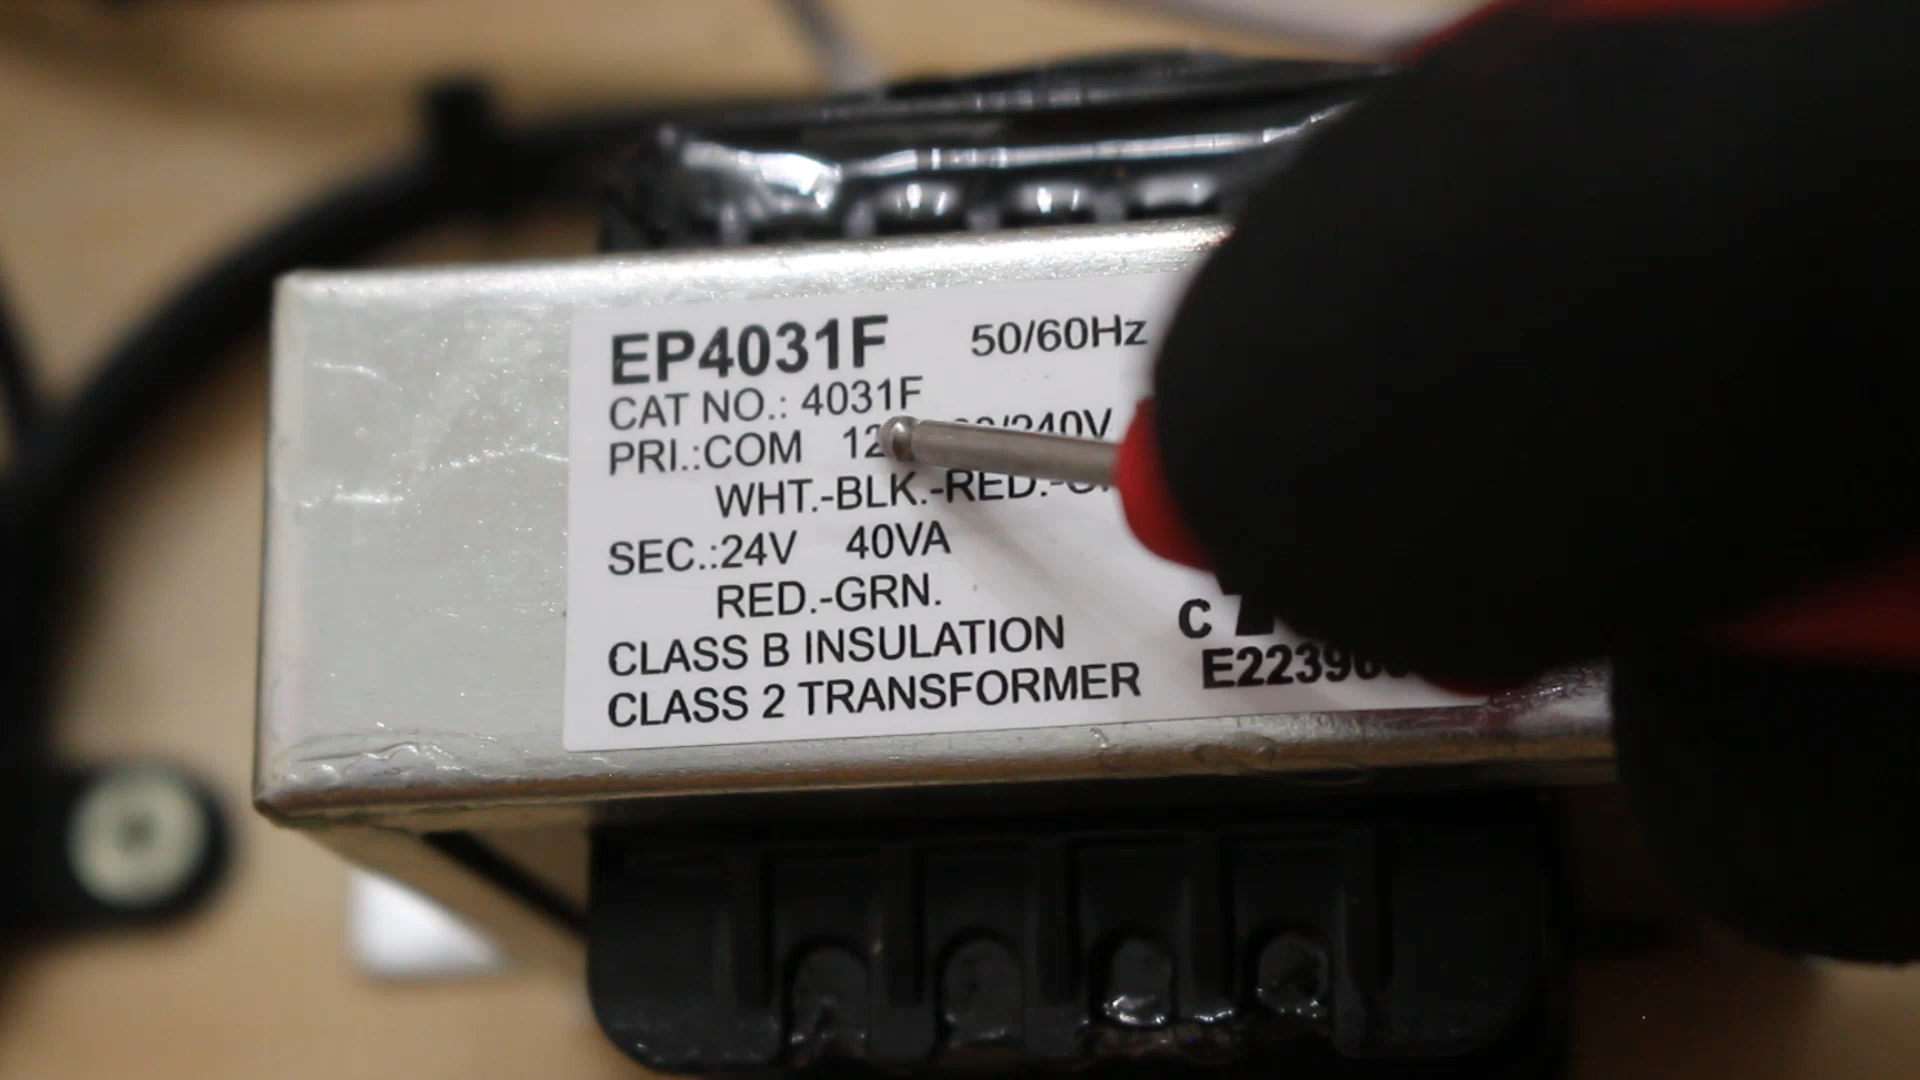 EP4031F 50/60Hz
CAT NO.: 4031F
PRI.:COM /240V
WHT.-BLK.-RED.-
SEC.:24V 40VA
RED.-GRN.
CLASS B INSULATION
C
CLASS 2 TRANSFORMER